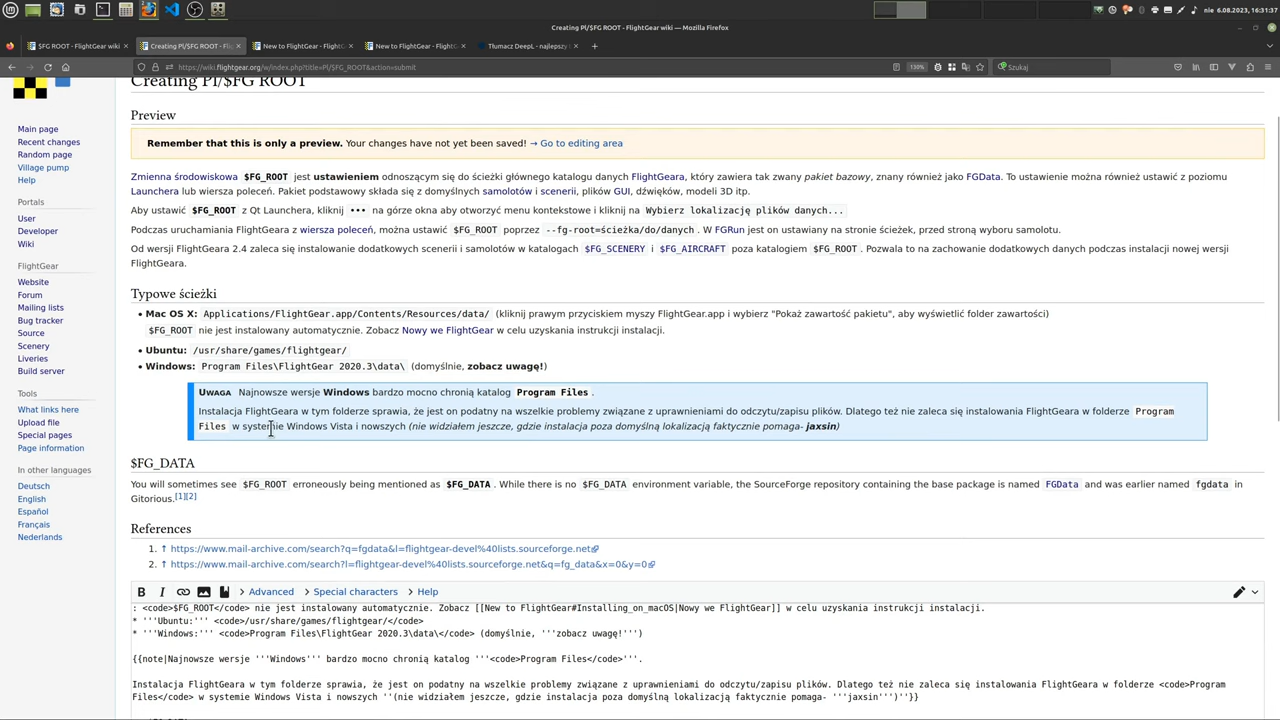 nie 6.08.2023, 16:31:37
Creating Pl/$FG ROOT - FlightGear wiki — Mozilla Firefox
$FG ROOT - FlightGear wiki
Creating Pl/$FG ROOT - Fli
New to FlightGear - FlightG
New to FlightGear - FlightG
Tłumacz DeepL - najlepszy t
https://wiki.flightgear.org/w/index.php?title=Pl/$FG_ROOT&action=submit
130%
Szukaj
Creating Pl/$FG ROOT
Main page
Recent changes
Random page
Village pump
Help
Portals
User
Developer
Wiki
FlightGear
Website
Forum
Mailing lists
Bug tracker
Source
Scenery
Liveries
Build server
Tools
What links here
Upload file
Special pages
Page information
In other languages
Deutsch
English
Español
Français
Nederlands
Preview
Remember that this is only a preview. Your changes have not yet been saved! → Go to editing area
Zmienna środowiskowa $FG_ROOT jest ustawieniem odnoszącym się do ścieżki głównego katalogu danych FlightGeara, który zawiera tak zwany pakiet bazowy, znany również jako FGData. To ustawienie można również ustawić z poziomu
Launchera lub wiersza poleceń. Pakiet podstawowy składa się z domyślnych samolotów i scenerii, plików GUI, dźwięków, modeli 3D itp.
Aby ustawić $FG_ROOT z Qt Launchera, kliknij ••• na górze okna aby otworzyć menu kontekstowe i kliknij na Wybierz lokalizację plików danych...
Podczas uruchamiania FlightGeara z wiersza poleceń, można ustawić $FG_ROOT poprzez --fg-root=ścieżka/do/danych. W FGRun jest on ustawiany na stronie ścieżek, przed stroną wyboru samolotu.
Od wersji FlightGeara 2.4 zaleca się instalowanie dodatkowych scenerii i samolotów w katalogach $FG_SCENERY i $FG_AIRCRAFT poza katalogiem $FG_ROOT. Pozwala to na zachowanie dodatkowych danych podczas instalacji nowej wersji
FlightGeara.
Typowe ścieżki
• Mac OS X: Applications/FlightGear.app/Contents/Resources/data/ (kliknij prawym przyciskiem myszy FlightGear.app i wybierz "Pokaż zawartość pakietu", aby wyświetlić folder zawartości)
$FG_ROOT nie jest instalowany automatycznie. Zobacz Nowy we FlightGear w celu uzyskania instrukcji instalacji.
• Ubuntu: /usr/share/games/flightgear/
• Windows: Program Files\FlightGear 2020.3\data\ (domyślnie, zobacz uwagę!)
UWAGA Najnowsze wersje Windows bardzo mocno chronią katalog Program Files.
Instalacja FlightGeara w tym folderze sprawia, że jest on podatny na wszelkie problemy związane z uprawnieniami do odczytu/zapisu plików. Dlatego też nie zaleca się instalowania FlightGeara w folderze Program
Files w systemie Windows Vista i nowszych (nie widziałem jeszcze, gdzie instalacja poza domyślną lokalizacją faktycznie pomaga- jaxsin)
$FG_DATA
You will sometimes see $FG_ROOT erroneously being mentioned as $FG_DATA. While there is no $FG_DATA environment variable, the SourceForge repository containing the base package is named FGData and was earlier named fgdata in
Gitorious.[1][2]
References
1. ↑ https://www.mail-archive.com/search?q=fgdata&l=flightgear-devel%40lists.sourceforge.net
2. ↑ https://www.mail-archive.com/search?l=flightgear-devel%40lists.sourceforge.net&q=fg_data&x=0&y=0
B I Advanced Special characters Help
: <code>$FG_ROOT</code> nie jest instalowany automatycznie. Zobacz [[New to FlightGear#Installing_on_macOS|Nowy we FlightGear]] w celu uzyskania instrukcji instalacji.
* '''Ubuntu:''' <code>/usr/share/games/flightgear/</code>
* '''Windows:''' <code>Program Files\FlightGear 2020.3\data\</code> (domyślnie, '''zobacz uwagę!''')
{{note|Najnowsze wersje '''Windows''' bardzo mocno chronią katalog '''<code>Program Files</code>'''.
Instalacja FlightGeara w tym folderze sprawia, że jest on podatny na wszelkie problemy związane z uprawnieniami do odczytu/zapisu plików. Dlatego też nie zaleca się instalowania FlightGeara w folderze <code>Program
Files</code> w systemie Windows Vista i nowszych ''(nie widziałem jeszcze, gdzie instalacja poza domyślną lokalizacją faktycznie pomaga- '''jaxsin''')''}}